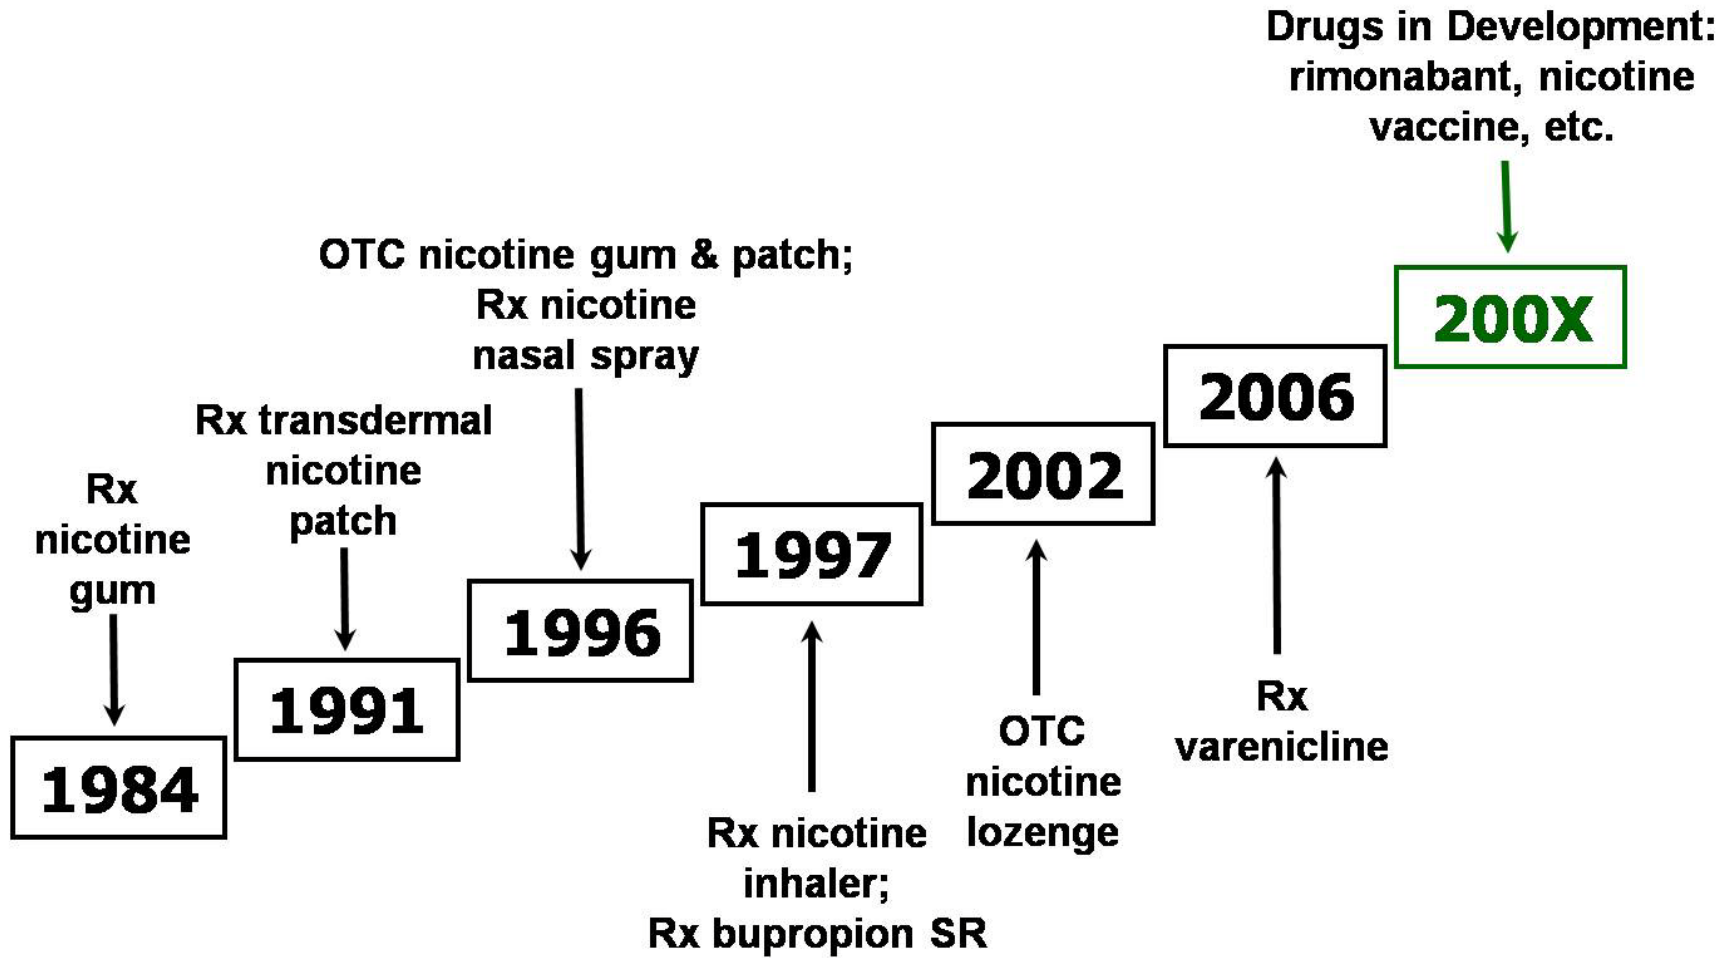 Drugs in Development:
rimonabant, nicotine
vaccine, etc.
200X
OTC nicotine gum & patch;
Rx nicotine
nasal spray
Rx transdermal
nicotine
patch
Rx
nicotine
gum
1984
1991
1996
1997
2002
2006
Rx nicotine
inhaler;
Rx bupropion SR
OTC
nicotine
lozenge
Rx
varenicline